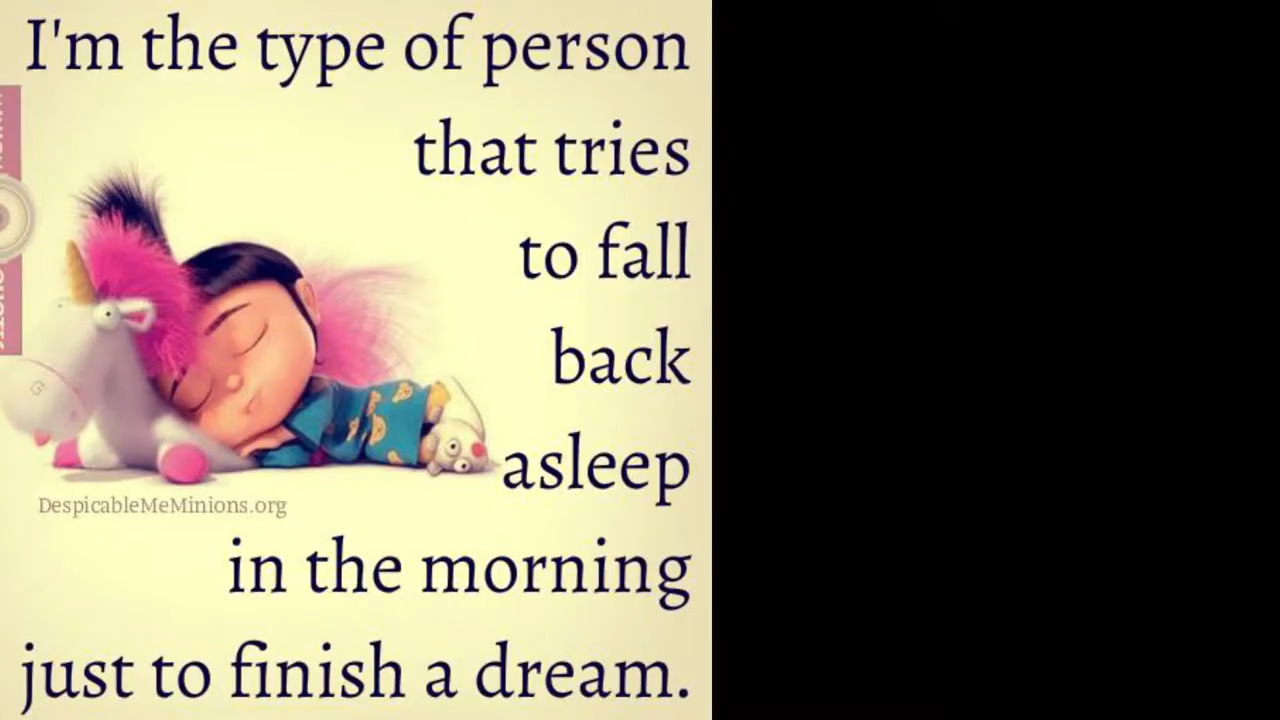 I'm the type of person
that tries
to fall
back
asleep
DespicableMeMinions.org
in the morning
just to finish a dream.